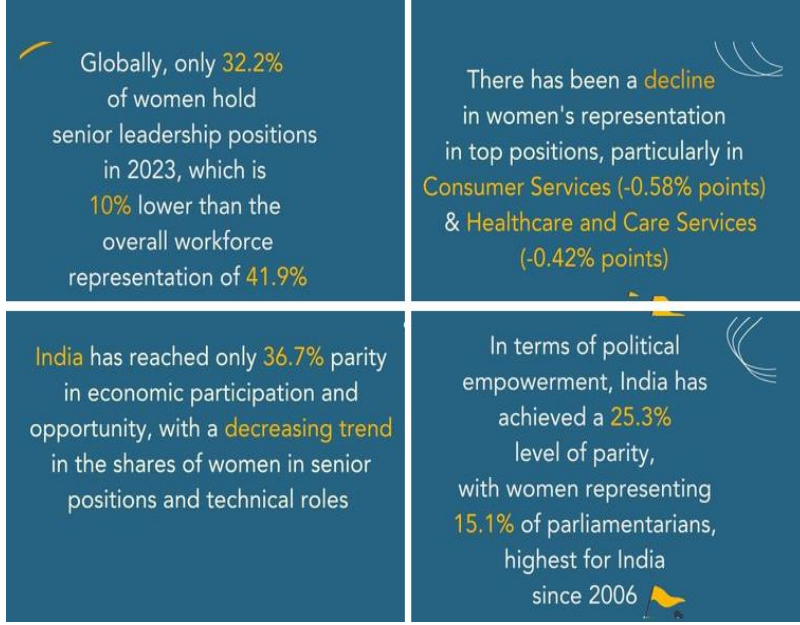 Globally, only 32.2%
of women hold
senior leadership positions
in 2023, which is
10% lower than the
overall workforce
representation of 41.9%
There has been a decline
in women's representation
in top positions, particularly in
Consumer Services (-0.58% points)
& Healthcare and Care Services
(-0.42% points)
India has reached only 36.7% parity
in economic participation and
opportunity, with a decreasing trend
in the shares of women in senior
positions and technical roles
In terms of political
empowerment, India has
achieved a 25.3%
level of parity,
with women representing
15.1% of parliamentarians,
highest for India
since 2006